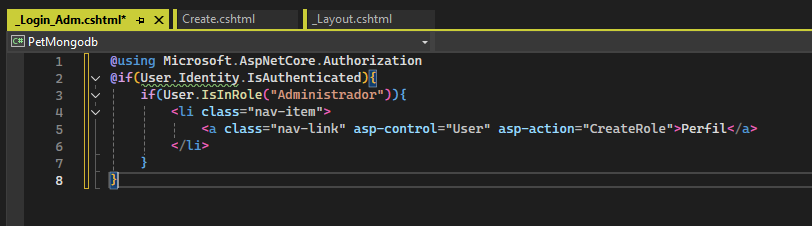 _Login_Adm.cshtml* Create.cshtml _Layout.cshtml
C# PetMongodb
1 @using Microsoft.AspNetCore.Authorization
2 @if(User.Identity.IsAuthenticated){
3 if(User.IsInRole("Administrador")){
4 <li class="nav-item">
5 <a class="nav-link" asp-control="User" asp-action="CreateRole">Perfil</a>
6 </li>
7 }
8 }